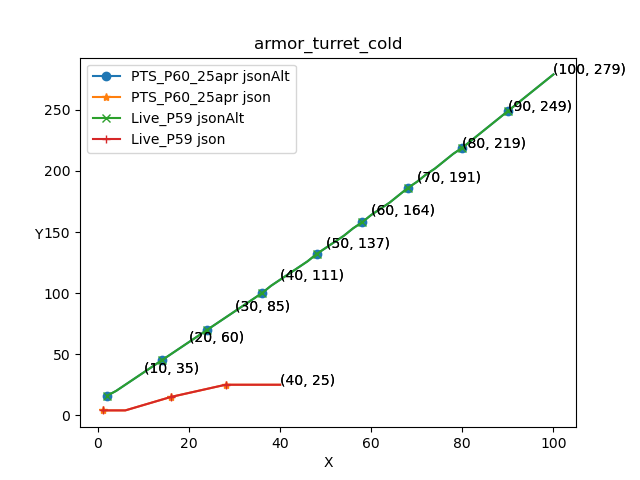 armor_turret_cold
PTS_P60_25apr jsonAlt
PTS_P60_25apr json
Live_P59 jsonAlt
Live_P59 json
(100, 279)
(90, 249)
(80, 219)
(70, 191)
(60, 164)
(50, 137)
(40, 111)
(30, 85)
(20, 60)
(10, 35)
(40, 25)
250
200
150
100
50
0
Y
0 20 40 60 80 100
X